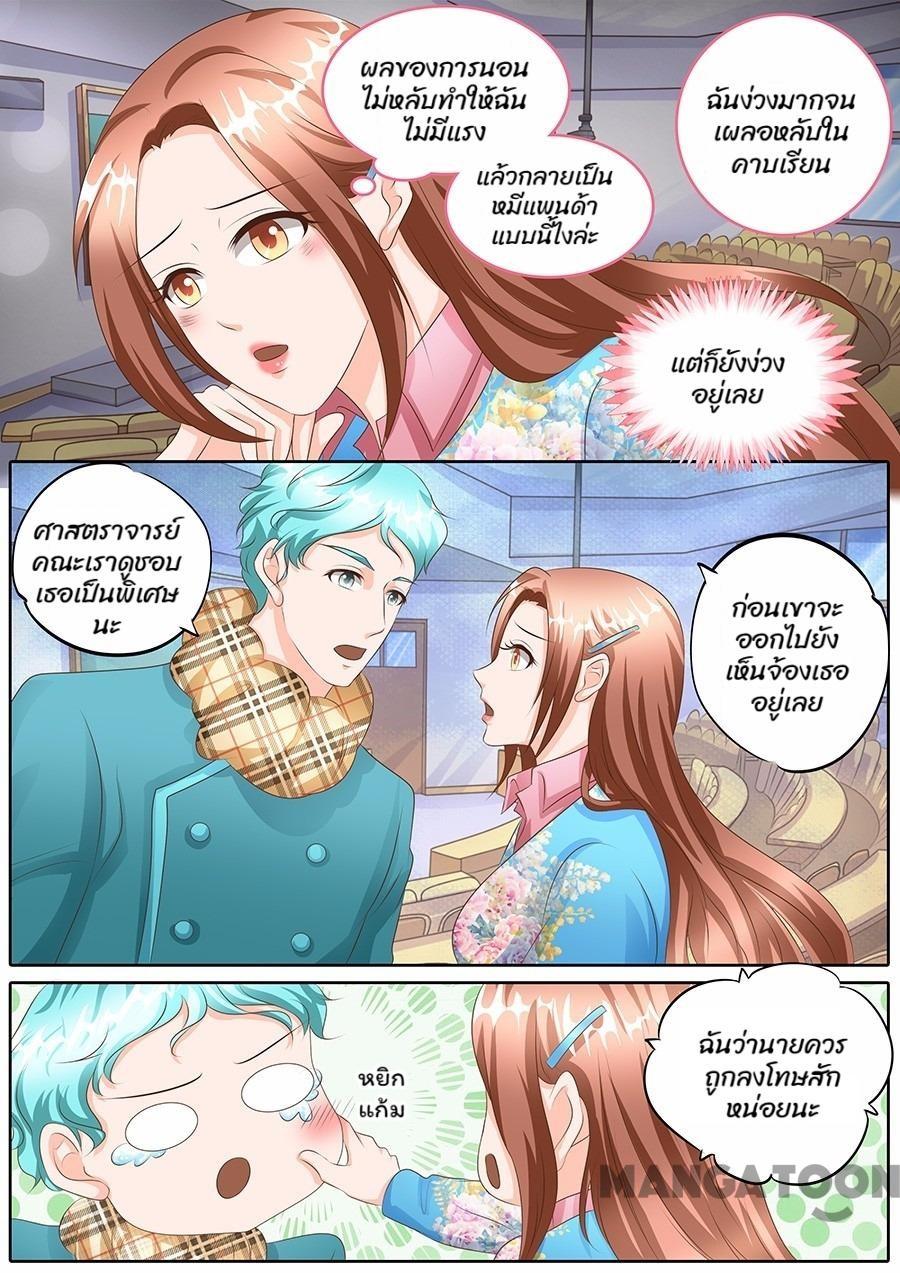 ผลของการนอน
ไม่หลับทำให้ฉัน
ไม่มีแรง
แล้วกลายเป็น
หมีแพนด้า
แบบนี้ไงล่ะ
ฉันง่วงมากจน
เผลอหลับใน
คาบเรียน
แต่ก็ยังง่วง
อยู่เลย
ศาสตราจารย์
คณะเราดูชอบ
เธอเป็นพิเศษ
นะ
ก่อนเขาจะ
ออกไปยัง
เห็นจ้องเธอ
อยู่เลย
หยิก
แก้ม
ฉันว่านายควร
ถูกลงโทษสัก
หน่อยนะ
MANGATOON